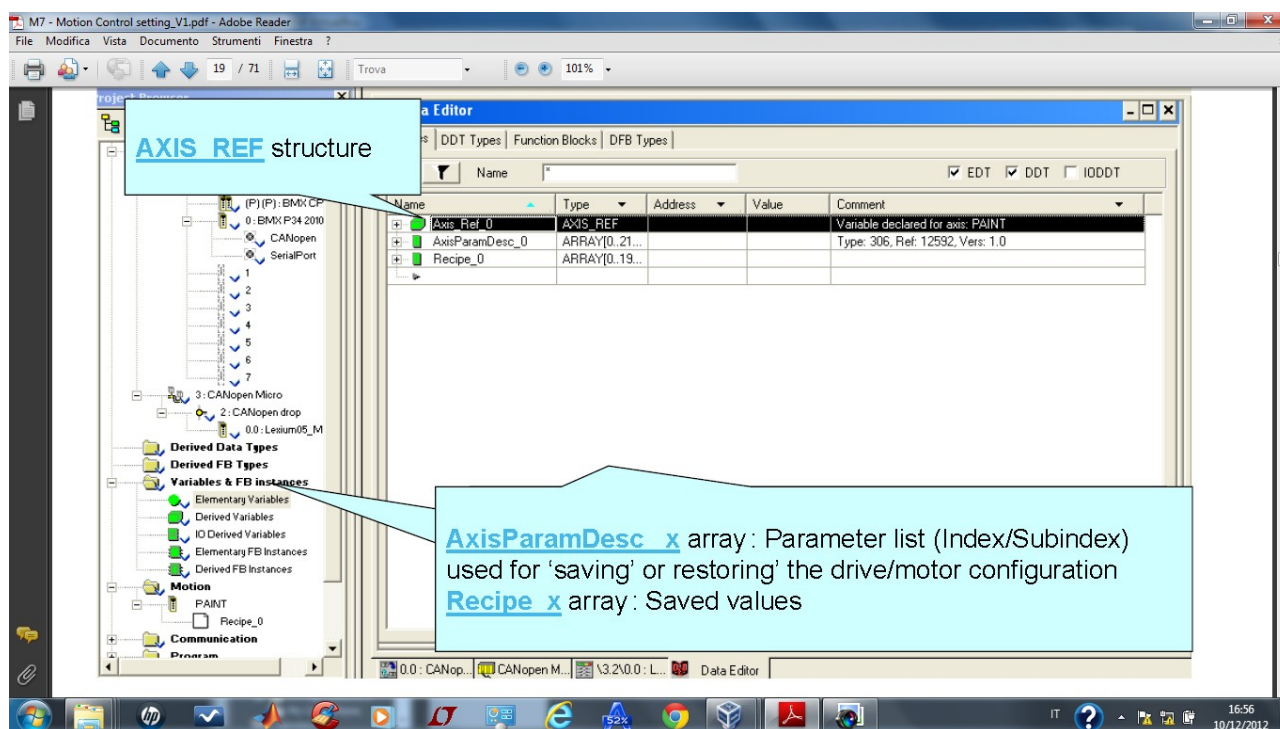 M7 - Motion Control setting_V1.pdf - Adobe Reader
File Modifica Vista Documento Strumenti Finestra ?
19 / 71 Trova 101%
Project Browser
AXIS_REF structure
a Editor
DDT Types Function Blocks DFB Types
Name * EDT DDT IODDT
Name Type Address Value Comment
Axis_Ref_0 AXIS_REF Variable declared for axis: PAINT
AxisParamDesc_0 ARRAY[0..21... Type: 306, Ref: 12592, Vers: 1.0
Recipe_0 ARRAY[0..19...
(P) (P) : BMX CP
0 : BMX P34 2010
CANopen
SerialPort
1
2
3
4
5
6
7
3 : CANopen Micro
2 : CANopen drop
0.0 : Lexium05_M
Derived Data Types
Derived FB Types
Variables & FB instances
Elementary Variables
Derived Variables
IO Derived Variables
Elementary FB Instances
Derived FB Instances
Motion
PAINT
Recipe_0
Communication
Program
AxisParamDesc_x array : Parameter list (Index/Subindex)
used for ‘saving’ or restoring’ the drive/motor configuration
Recipe_x array : Saved values
0.0 : CANop... CANopen M... \3.2\0.0 : L... Data Editor
hp 52% IT 16:56
10/12/2012